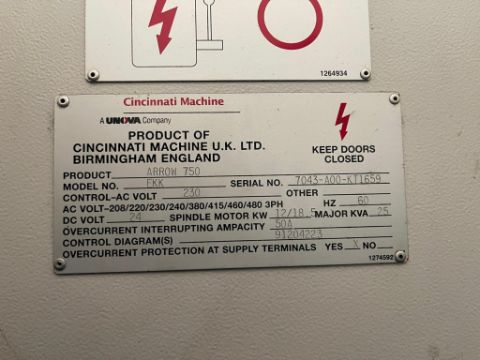 1264934
Cincinnati Machine
A UNOVA Company
PRODUCT OF
CINCINNATI MACHINE U.K. LTD.
BIRMINGHAM ENGLAND
KEEP DOORS
CLOSED
PRODUCT ARROW 750
MODEL NO. FKK SERIAL NO. 7043-A00-KT1659
CONTROL-AC VOLT 230 OTHER
AC VOLT-208/220/230/240/380/415/460/480 3PH HZ 60
DC VOLT 24 SPINDLE MOTOR KW 12/18.5 MAJOR KVA 25
OVERCURRENT INTERRUPTING AMPACITY 50A
CONTROL DIAGRAM(S) 91204223
OVERCURRENT PROTECTION AT SUPPLY TERMINALS YES X NO
1274592